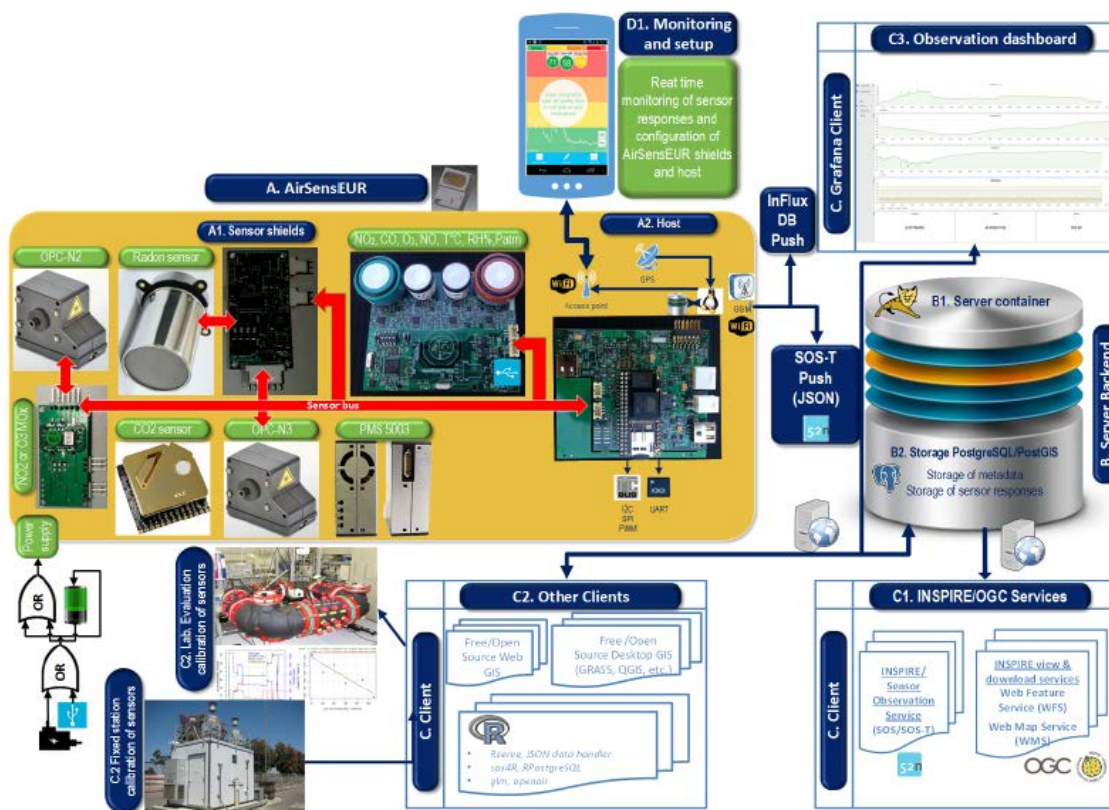 D1. Monitoring
and setup
Real time
monitoring of sensor
responses and
configuration of
AirSensEUR shields
and host
C3. Observation dashboard
C. Grafana Client
A. AirSensEUR
InFlux
DB
Push
A1. Sensor shields
NO₂, CO, O₃, NO, T°C, RH%,Patm
A2. Host
OPC-N2
Radon sensor
GPS
WiFi
Access point
GSM
WiFi
B1. Server container
SOS-T
Push
(JSON)
52n
B. Server Backend
Sensor bus
NO2 or O3 MOx
CO2 sensor
OPC-N3
PMS 5003
B2. Storage PostgreSQL/PostGIS
Storage of metadata
Storage of sensor responses
I2C
SPI
PWM
UART
Power
supply
OR
OR
C2. Lab. Evaluation
calibration of sensors
C.2 Fixed station
calibration of sensors
C2. Other Clients
C. Client
Free/Open
Source Web
GIS
Free /Open
Source Desktop GIS
(GRASS, QGIS, etc.)
R
Rserve, JSON data handler
sos4R, RPostgreSQL
plm, openair
C1. INSPIRE/OGC Services
C. Client
INSPIRE/
Sensor
Observation
Service
(SOS/SOS-T)
52n
INSPIRE view &
download services
Web Feature
Service (WFS)
Web Map Service
(WMS)
OGC